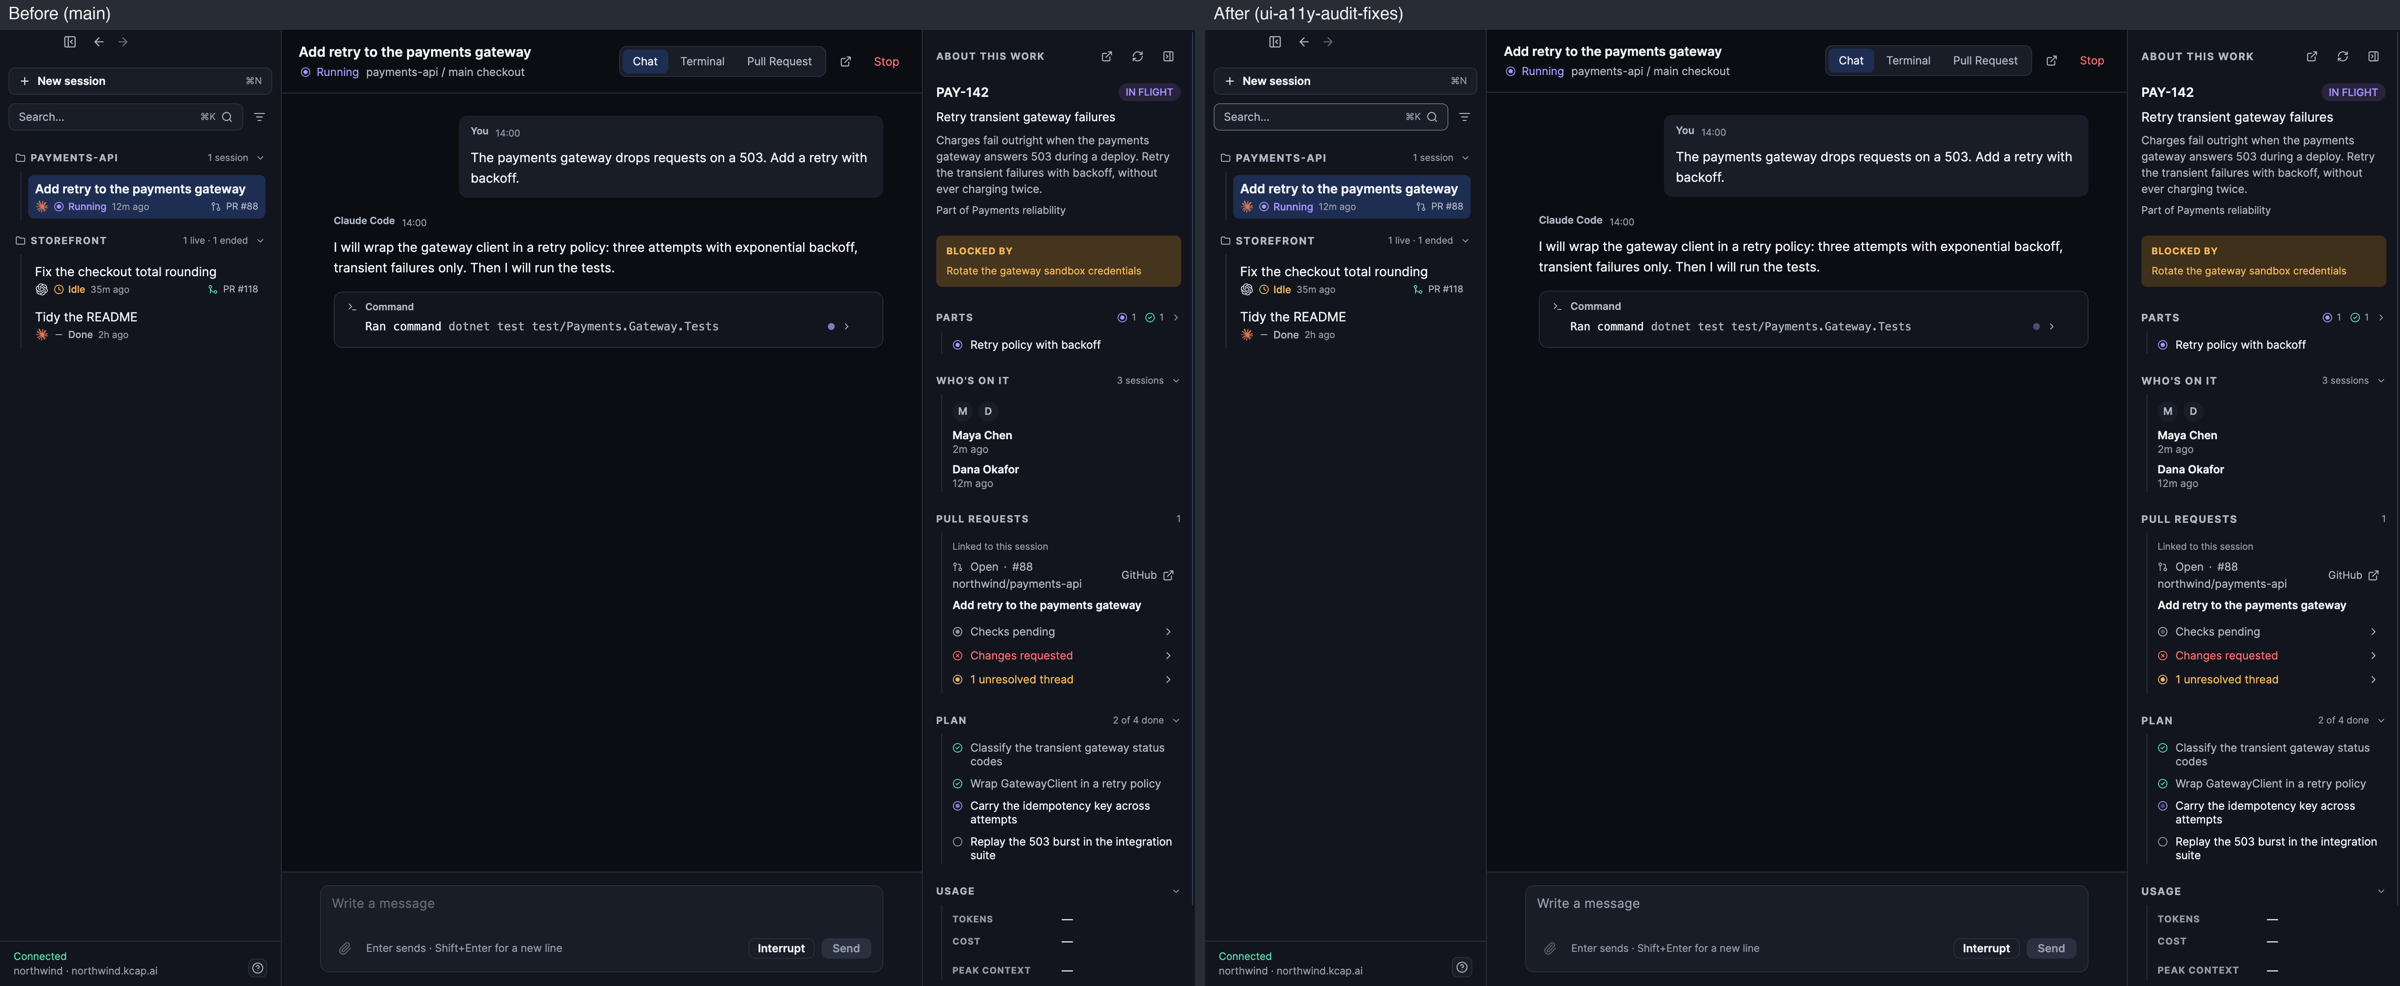 Before (main)
New session
⌘N
Search...
⌘K
PAYMENTS-API
1 session
Add retry to the payments gateway
Running 12m ago
PR #88
STOREFRONT
1 live · 1 ended
Fix the checkout total rounding
Idle 35m ago
PR #118
Tidy the README
Done 2h ago
Connected
northwind · northwind.kcap.ai
Add retry to the payments gateway
Running payments-api / main checkout
Chat
Terminal
Pull Request
Stop
You 14:00
The payments gateway drops requests on a 503. Add a retry with
backoff.
Claude Code 14:00
I will wrap the gateway client in a retry policy: three attempts with exponential backoff,
transient failures only. Then I will run the tests.
Command
Ran command dotnet test test/Payments.Gateway.Tests
Write a message
Enter sends · Shift+Enter for a new line
Interrupt
Send
ABOUT THIS WORK
PAY-142
IN FLIGHT
Retry transient gateway failures
Charges fail outright when the payments
gateway answers 503 during a deploy. Retry
the transient failures with backoff, without
ever charging twice.
Part of Payments reliability
BLOCKED BY
Rotate the gateway sandbox credentials
PARTS
1 1
Retry policy with backoff
WHO'S ON IT
3 sessions
M D
Maya Chen
2m ago
Dana Okafor
12m ago
PULL REQUESTS
1
Linked to this session
Open · #88
northwind/payments-api
GitHub
Add retry to the payments gateway
Checks pending
Changes requested
1 unresolved thread
PLAN
2 of 4 done
Classify the transient gateway status
codes
Wrap GatewayClient in a retry policy
Carry the idempotency key across
attempts
Replay the 503 burst in the integration
suite
USAGE
TOKENS —
COST —
PEAK CONTEXT —
After (ui-a11y-audit-fixes)
New session
⌘N
Search...
⌘K
PAYMENTS-API
1 session
Add retry to the payments gateway
Running 12m ago
PR #88
STOREFRONT
1 live · 1 ended
Fix the checkout total rounding
Idle 35m ago
PR #118
Tidy the README
Done 2h ago
Connected
northwind · northwind.kcap.ai
Add retry to the payments gateway
Running payments-api / main checkout
Chat
Terminal
Pull Request
Stop
You 14:00
The payments gateway drops requests on a 503. Add a retry with
backoff.
Claude Code 14:00
I will wrap the gateway client in a retry policy: three attempts with exponential backoff,
transient failures only. Then I will run the tests.
Command
Ran command dotnet test test/Payments.Gateway.Tests
Write a message
Enter sends · Shift+Enter for a new line
Interrupt
Send
ABOUT THIS WORK
PAY-142
IN FLIGHT
Retry transient gateway failures
Charges fail outright when the payments
gateway answers 503 during a deploy. Retry
the transient failures with backoff, without
ever charging twice.
Part of Payments reliability
BLOCKED BY
Rotate the gateway sandbox credentials
PARTS
1 1
Retry policy with backoff
WHO'S ON IT
3 sessions
M D
Maya Chen
2m ago
Dana Okafor
12m ago
PULL REQUESTS
1
Linked to this session
Open · #88
northwind/payments-api
GitHub
Add retry to the payments gateway
Checks pending
Changes requested
1 unresolved thread
PLAN
2 of 4 done
Classify the transient gateway status
codes
Wrap GatewayClient in a retry policy
Carry the idempotency key across
attempts
Replay the 503 burst in the integration
suite
USAGE
TOKENS —
COST —
PEAK CONTEXT —